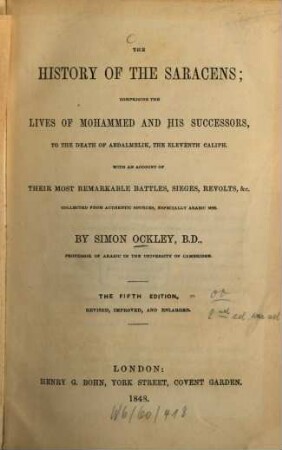 THE
HISTORY OF THE SARACENS;
COMPRISING THE
LIVES OF MOHAMMED AND HIS SUCCESSORS,
TO THE DEATH OF ABDALMELIK, THE ELEVENTH CALIPH.
WITH AN ACCOUNT OF
THEIR MOST REMARKABLE BATTLES, SIEGES, REVOLTS, &c.
COLLECTED FROM AUTHENTIC SOURCES, ESPECIALLY ARABIC MSS.
BY SIMON OCKLEY, B.D.,
PROFESSOR OF ARABIC IN THE UNIVERSITY OF CAMBRIDGE.
THE FIFTH EDITION,
REVISED, IMPROVED, AND ENLARGED.
LONDON:
HENRY G. BOHN, YORK STREET, COVENT GARDEN.
1848.
W6/60/918